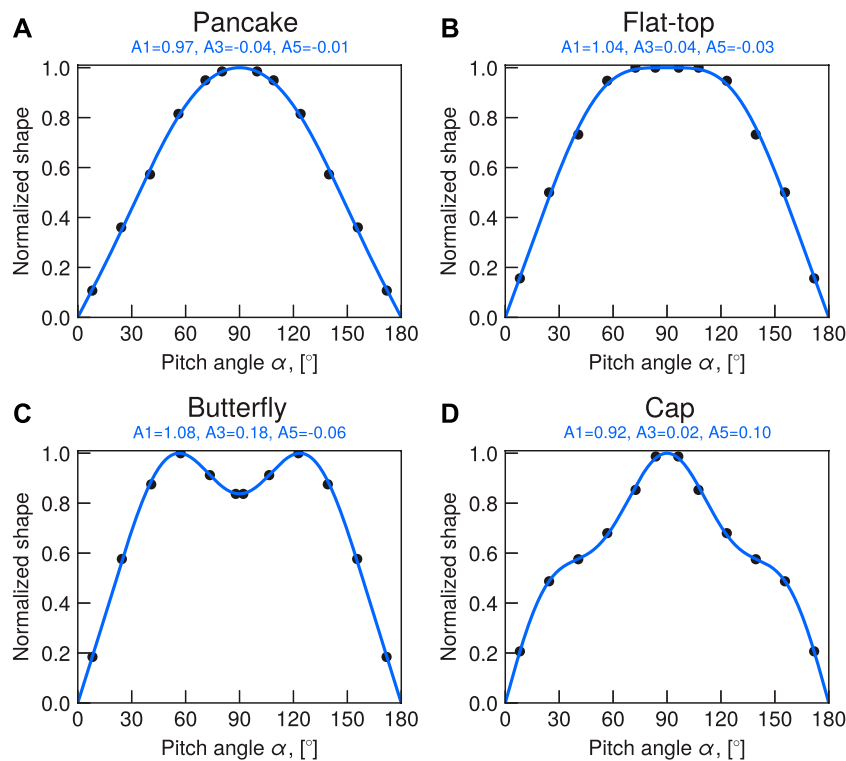 A
Pancake
A1=0.97, A3=-0.04, A5=-0.01
1.0
0.8
0.6
0.4
0.2
0.0
Normalized shape
0 30 60 90 120 150 180
Pitch angle α, [°]
B
Flat-top
A1=1.04, A3=0.04, A5=-0.03
1.0
0.8
0.6
0.4
0.2
0.0
Normalized shape
0 30 60 90 120 150 180
Pitch angle α, [°]
C
Butterfly
A1=1.08, A3=0.18, A5=-0.06
1.0
0.8
0.6
0.4
0.2
0.0
Normalized shape
0 30 60 90 120 150 180
Pitch angle α, [°]
D
Cap
A1=0.92, A3=0.02, A5=0.10
1.0
0.8
0.6
0.4
0.2
0.0
Normalized shape
0 30 60 90 120 150 180
Pitch angle α, [°]